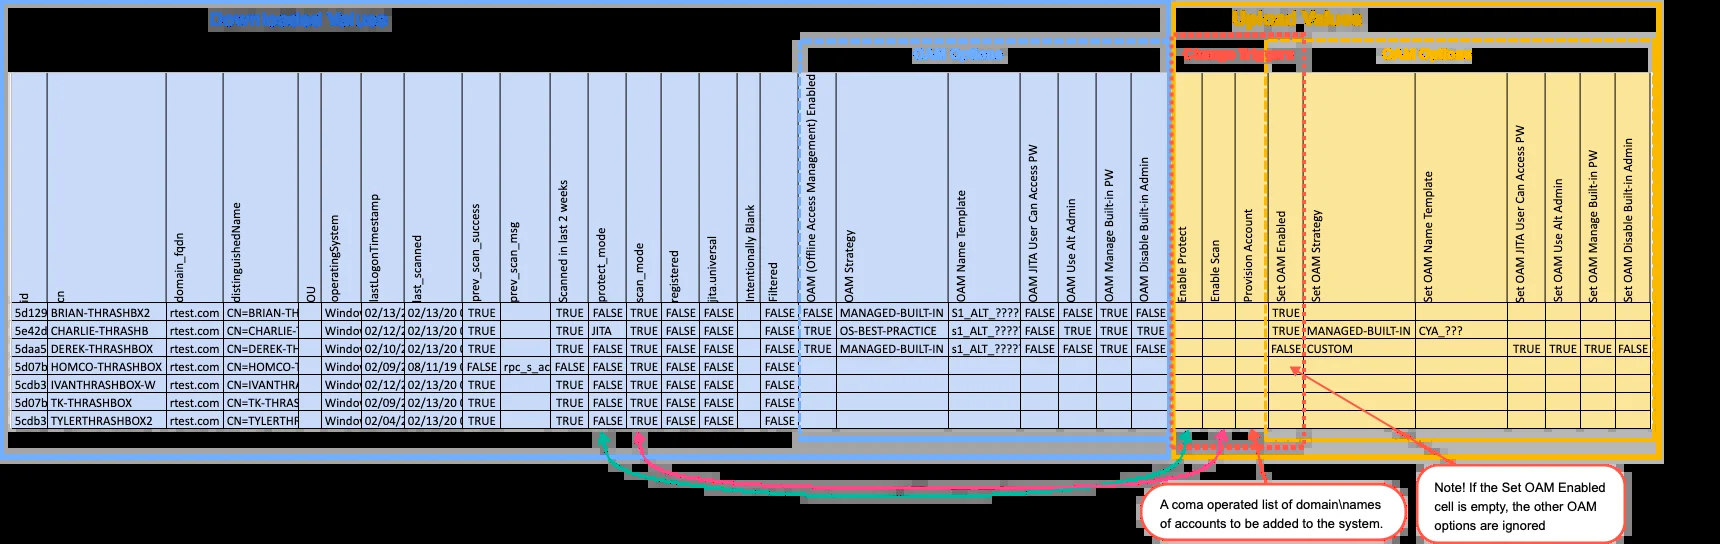 Downloaded Values
Upload Values
OAM Options
Change Triggers
OAM Options
id
cn
domain_fqdn
distinguishedName
OU
operatingSystem
lastLogonTimestamp
last_scanned
prev_scan_success
prev_scan_msg
Scanned in last 2 weeks
protect_mode
scan_mode
registered
jita.universal
Intentionally Blank
Filtered
OAM (Offline Access Management) Enabled
OAM Strategy
OAM Name Template
OAM JITA User Can Access PW
OAM Use Alt Admin
OAM Manage Built-in PW
OAM Disable Built-in Admin
Enable Protect
Enable Scan
Provision Account
Set OAM Enabled
Set OAM Strategy
Set OAM Name Template
Set OAM JITA User Can Access PW
Set OAM Use Alt Admin
Set OAM Manage Built-in PW
Set OAM Disable Built-in Admin
5d129 BRIAN-THRASHBX2 rtest.com CN=BRIAN-TH Window 02/13/2 02/13/20 TRUE TRUE FALSE TRUE FALSE FALSE FALSE FALSE MANAGED-BUILT-IN S1_ALT_???? FALSE FALSE TRUE FALSE TRUE
5e42d CHARLIE-THRASHB rtest.com CN=CHARLIE-T Window 02/12/2 02/13/20 TRUE TRUE JITA TRUE FALSE FALSE FALSE TRUE OS-BEST-PRACTICE s1_ALT_???? FALSE TRUE TRUE TRUE TRUE MANAGED-BUILT-IN CYA_???
5daa5 DEREK-THRASHBOX rtest.com CN=DEREK-TH Window 02/10/2 02/13/20 TRUE TRUE FALSE TRUE FALSE FALSE FALSE TRUE MANAGED-BUILT-IN s1_ALT_???? FALSE FALSE TRUE FALSE FALSE CUSTOM TRUE TRUE TRUE FALSE
5d07b HOMCO-THRASHBOX rtest.com CN=HOMCO-T Window 02/09/2 08/11/19 FALSE rpc_s_ac FALSE FALSE TRUE FALSE FALSE FALSE
5cdb3 IVANTHRASHBOX-W rtest.com CN=IVANTHRA Window 02/12/2 02/13/20 TRUE TRUE FALSE TRUE FALSE FALSE FALSE
5d07b TK-THRASHBOX rtest.com CN=TK-THRAS Window 02/09/2 02/13/20 TRUE TRUE FALSE TRUE FALSE FALSE FALSE
5cdb3 TYLERTHRASHBOX2 rtest.com CN=TYLERTHR Window 02/04/2 02/13/20 TRUE TRUE FALSE TRUE FALSE FALSE FALSE
A coma operated list of domain\names
of accounts to be added to the system.
Note! If the Set OAM Enabled
cell is empty, the other OAM
options are ignored